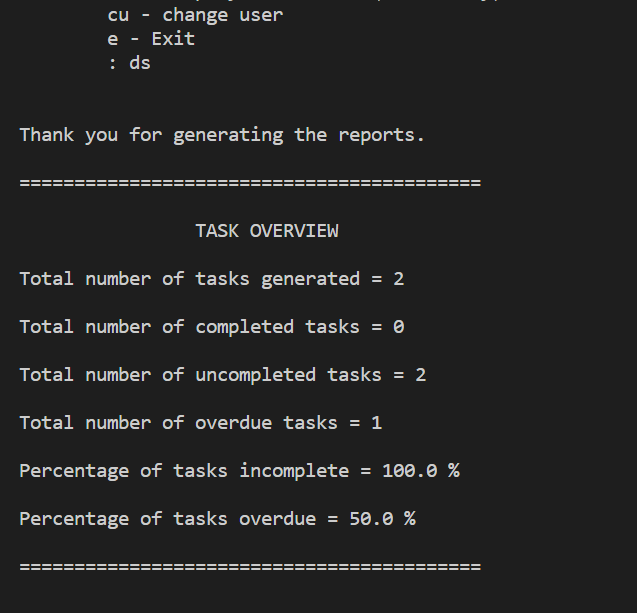 cu - change user
e - Exit
: ds
Thank you for generating the reports.
==========================================
TASK OVERVIEW
Total number of tasks generated = 2
Total number of completed tasks = 0
Total number of uncompleted tasks = 2
Total number of overdue tasks = 1
Percentage of tasks incomplete = 100.0 %
Percentage of tasks overdue = 50.0 %
==========================================